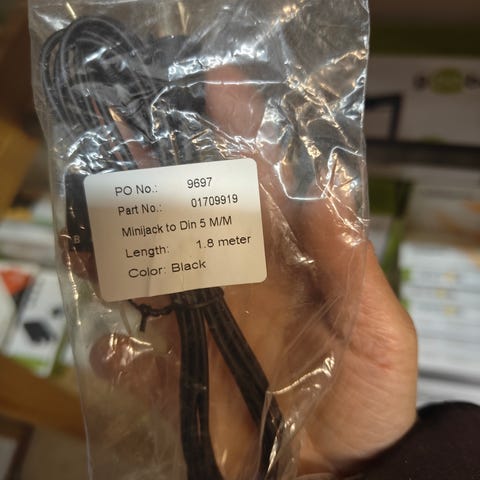 PO No.: 9697
Part No.: 01709919
Minijack to Din 5 M/M
Length: 1.8 meter
Color: Black
B